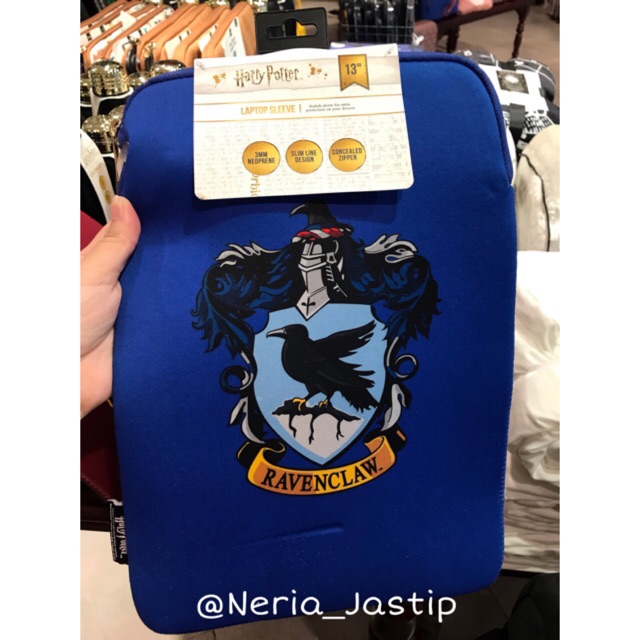 Harry Potter
13"
LAPTOP SLEEVE
3MM
NEOPRENE
SLIM LINE
DESIGN
CONCEALED
ZIPPER
RAVENCLAW
@Neria_Jastip